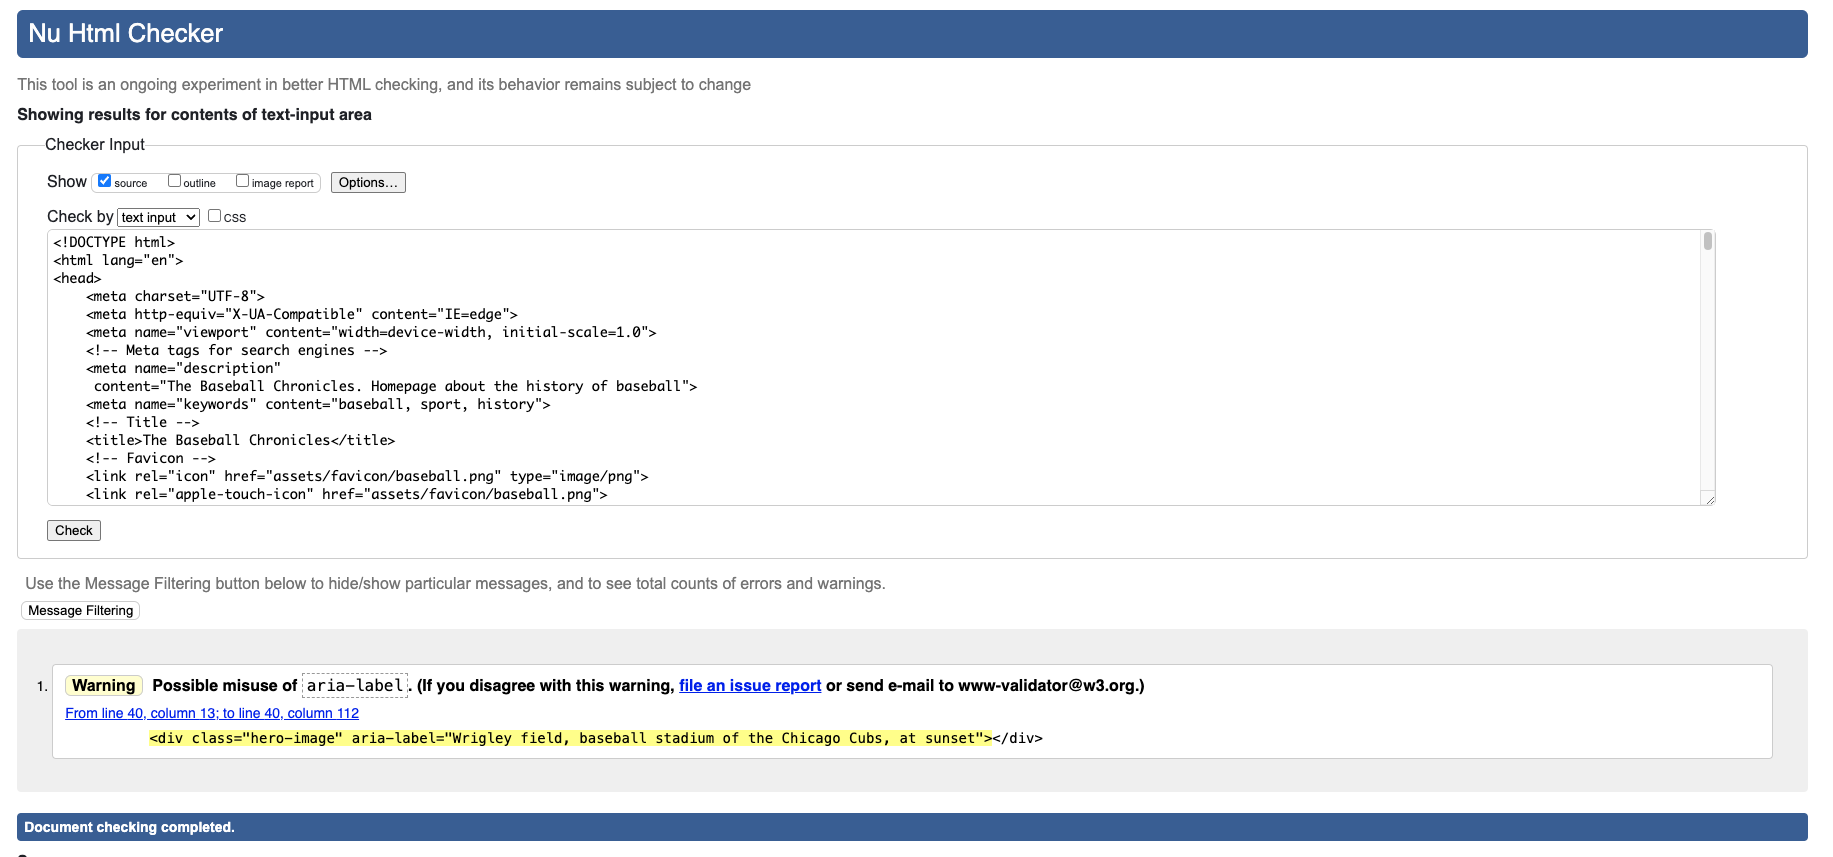 Nu Html Checker
This tool is an ongoing experiment in better HTML checking, and its behavior remains subject to change
Showing results for contents of text-input area
Checker Input
Show source outline image report Options...
Check by text input CSS
<!DOCTYPE html>
<html lang="en">
<head>
    <meta charset="UTF-8">
    <meta http-equiv="X-UA-Compatible" content="IE=edge">
    <meta name="viewport" content="width=device-width, initial-scale=1.0">
    <!-- Meta tags for search engines -->
    <meta name="description"
     content="The Baseball Chronicles. Homepage about the history of baseball">
    <meta name="keywords" content="baseball, sport, history">
    <!-- Title -->
    <title>The Baseball Chronicles</title>
    <!-- Favicon -->
    <link rel="icon" href="assets/favicon/baseball.png" type="image/png">
    <link rel="apple-touch-icon" href="assets/favicon/baseball.png">
Check
Use the Message Filtering button below to hide/show particular messages, and to see total counts of errors and warnings.
Message Filtering
1. Warning Possible misuse of aria-label. (If you disagree with this warning, file an issue report or send e-mail to www-validator@w3.org.)
From line 40, column 13; to line 40, column 112
<div class="hero-image" aria-label="Wrigley field, baseball stadium of the Chicago Cubs, at sunset"></div>
Document checking completed.